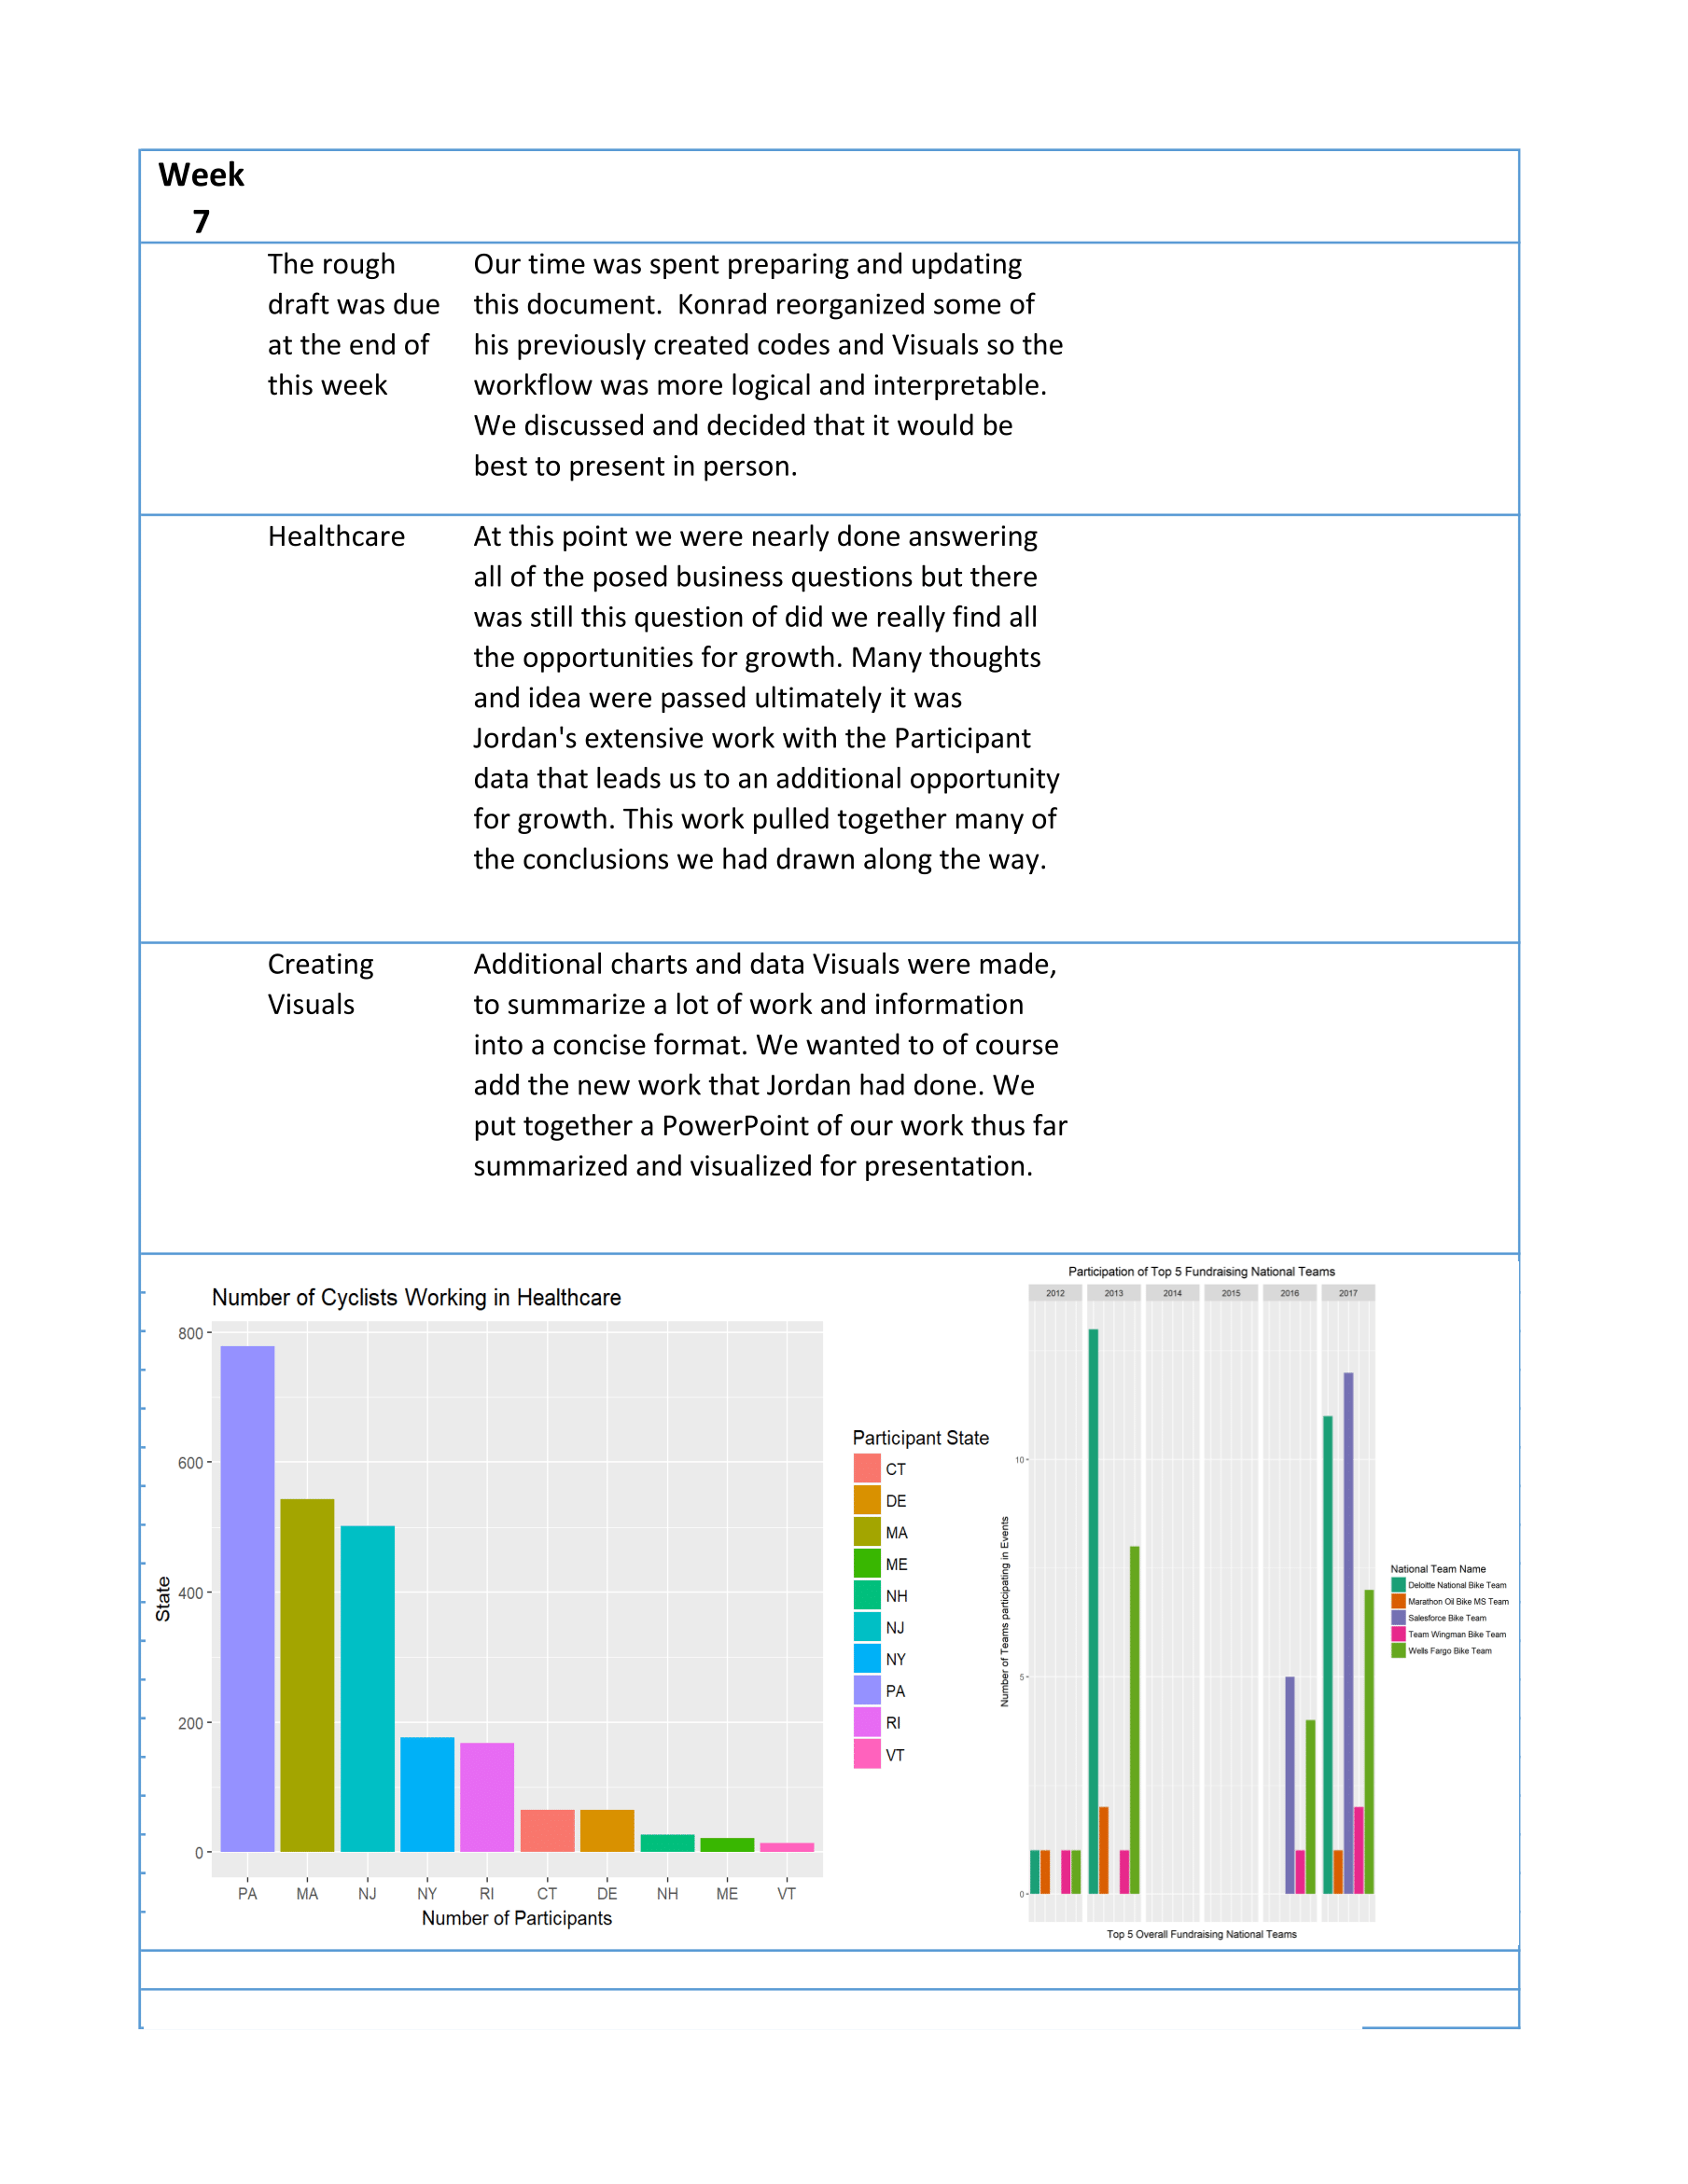 Week
7
The rough
draft was due
at the end of
this week
Our time was spent preparing and updating
this document.  Konrad reorganized some of
his previously created codes and Visuals so the
workflow was more logical and interpretable.
We discussed and decided that it would be
best to present in person.
Healthcare
At this point we were nearly done answering
all of the posed business questions but there
was still this question of did we really find all
the opportunities for growth. Many thoughts
and idea were passed ultimately it was
Jordan's extensive work with the Participant
data that leads us to an additional opportunity
for growth. This work pulled together many of
the conclusions we had drawn along the way.
Creating
Visuals
Additional charts and data Visuals were made,
to summarize a lot of work and information
into a concise format. We wanted to of course
add the new work that Jordan had done. We
put together a PowerPoint of our work thus far
summarized and visualized for presentation.
Number of Cyclists Working in Healthcare
800
600
400
200
0
State
PA MA NJ NY RI CT DE NH ME VT
Number of Participants
Participant State
CT
DE
MA
ME
NH
NJ
NY
PA
RI
VT
Participation of Top 5 Fundraising National Teams
2012 2013 2014 2015 2016 2017
10
5
0
Number of Teams participating in Events
Top 5 Overall Fundraising National Teams
National Team Name
Deloitte National Bike Team
Marathon Oil Bike MS Team
Salesforce Bike Team
Team Wingman Bike Team
Wells Fargo Bike Team